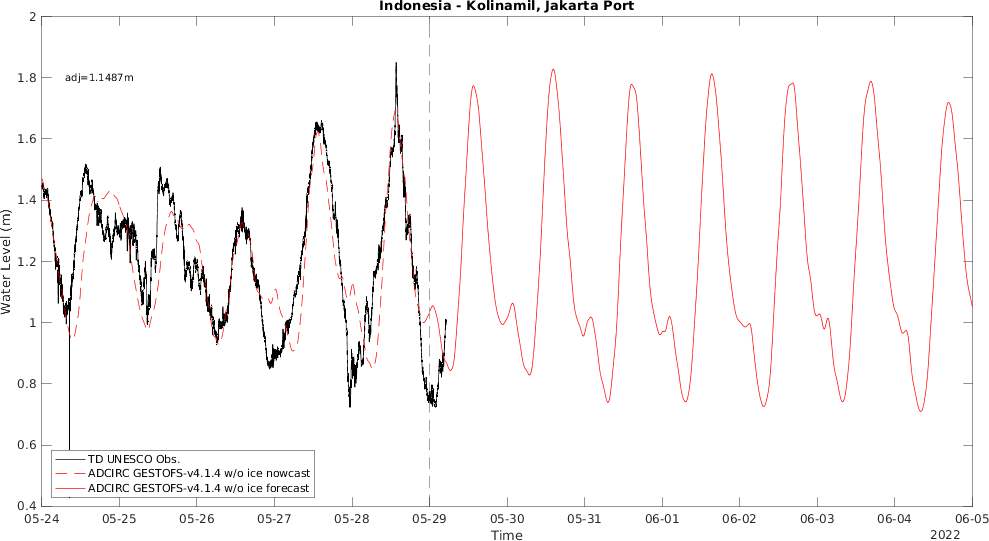 Indonesia - Kolinamil, Jakarta Port
2
1.8
1.6
1.4
1.2
1
0.8
0.6
0.4
Water Level (m)
adj=1.1487m
TD UNESCO Obs.
ADCIRC GESTOFS-v4.1.4 w/o ice nowcast
ADCIRC GESTOFS-v4.1.4 w/o ice forecast
05-24 05-25 05-26 05-27 05-28 05-29 05-30 05-31 06-01 06-02 06-03 06-04 06-05
Time
2022